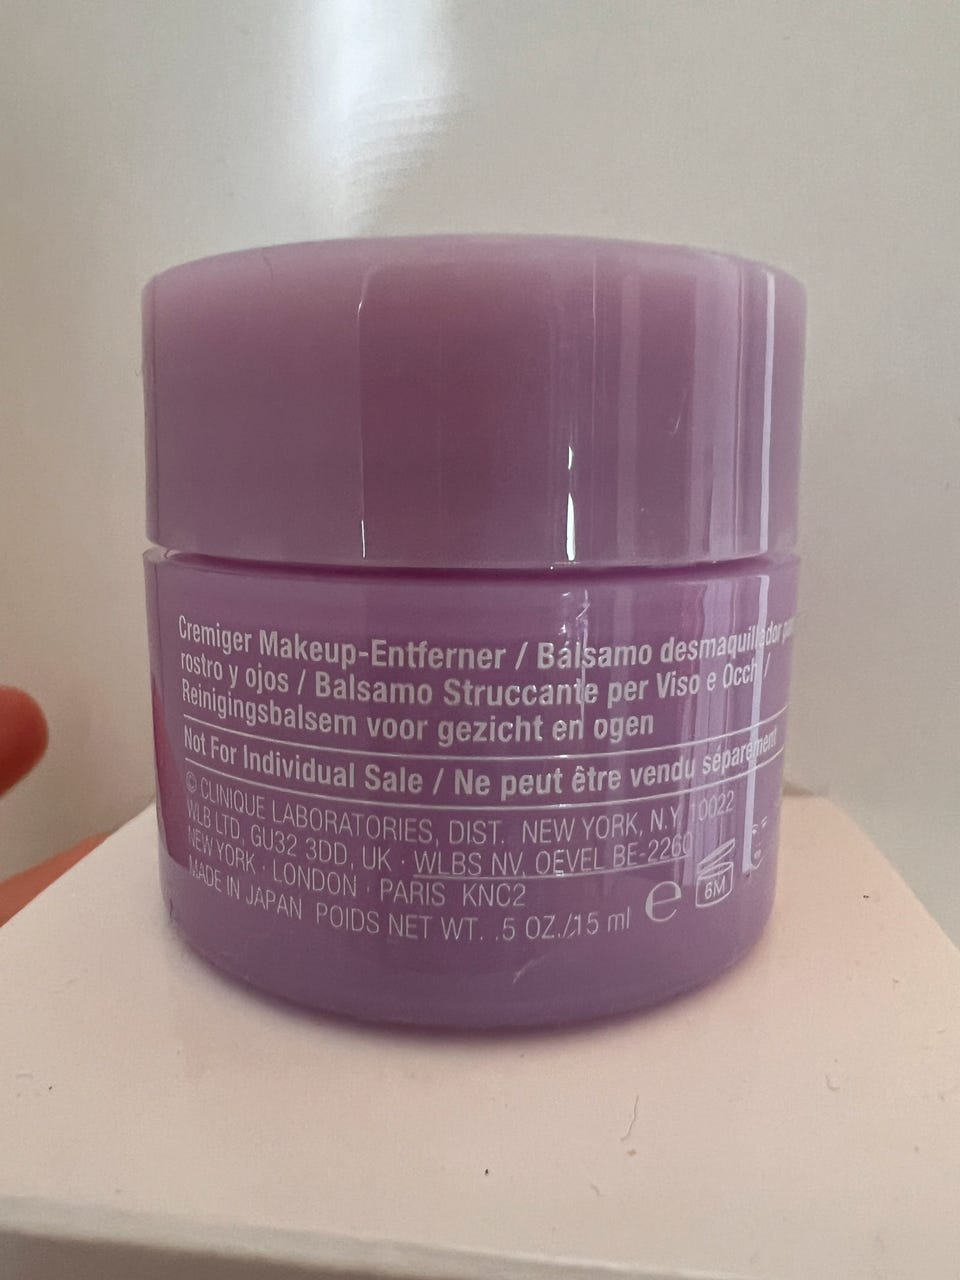 Cremiger Makeup-Entferner / Bálsamo desmaquillador
rostro y ojos / Balsamo Struccante per Viso e Occhi /
Reinigingsbalsem voor gezicht en ogen
Not For Individual Sale / Ne peut être vendu séparément
© CLINIQUE LABORATORIES, DIST. NEW YORK, N.Y. 10022
WLB LTD. GU32 3DD, UK · WLBS NV, OEVEL BE-2260
NEW YORK · LONDON · PARIS KNC2
MADE IN JAPAN POIDS NET WT. .5 OZ./15 ml e 6M